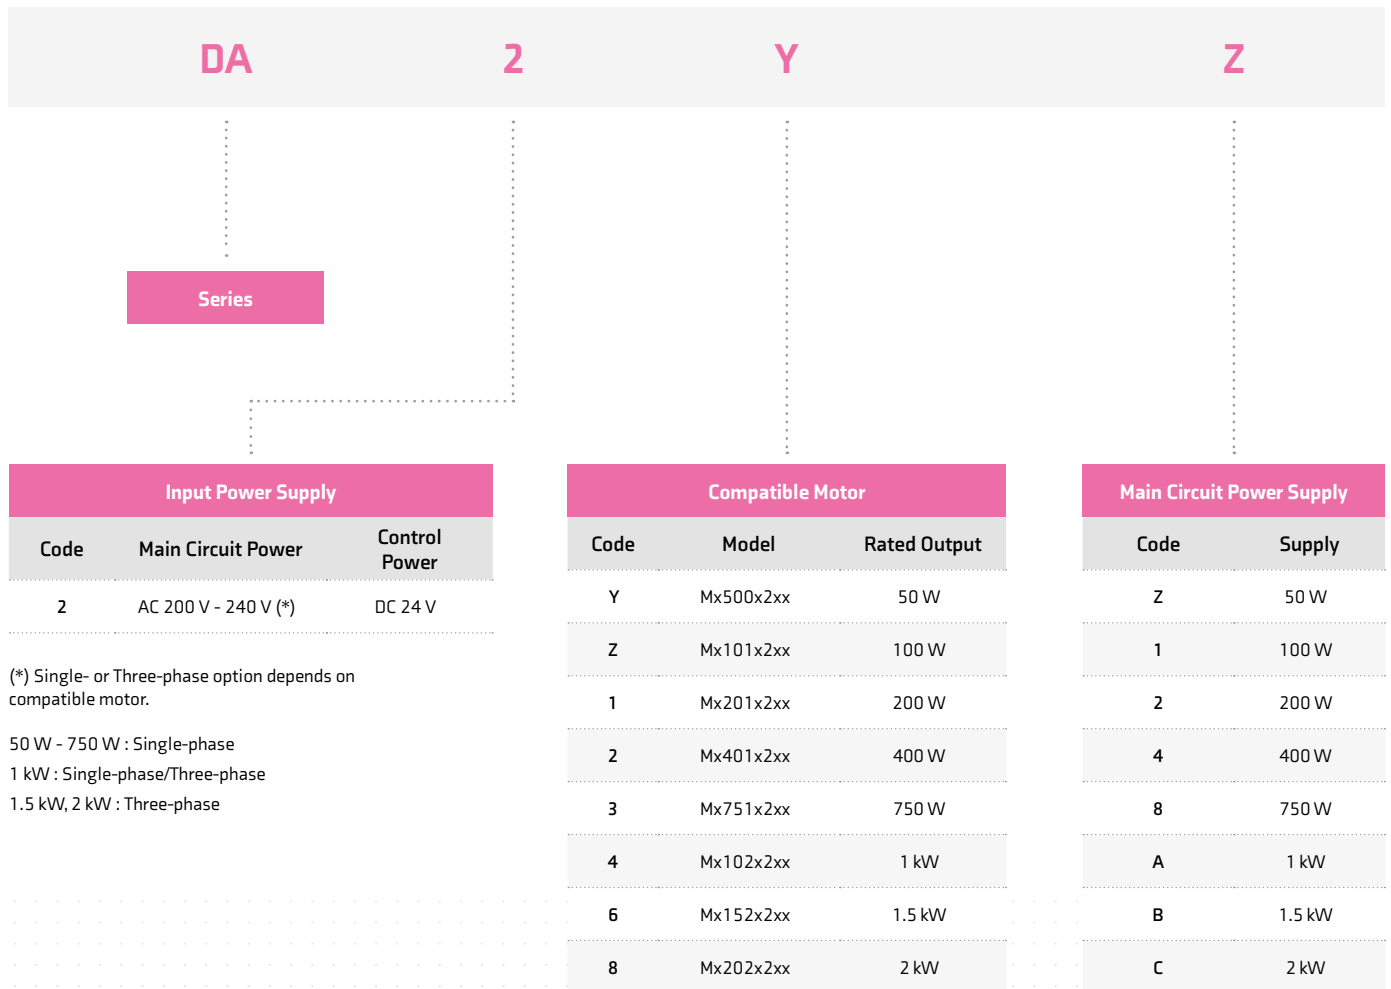 DA 2 Y Z
Series
Input Power Supply
Code Main Circuit Power Control Power
2 AC 200 V - 240 V (*) DC 24 V
(*) Single- or Three-phase option depends on
compatible motor.
50 W - 750 W : Single-phase
1 kW : Single-phase/Three-phase
1.5 kW, 2 kW : Three-phase
Compatible Motor
Code Model Rated Output
Y Mx500x2xx 50 W
Z Mx101x2xx 100 W
1 Mx201x2xx 200 W
2 Mx401x2xx 400 W
3 Mx751x2xx 750 W
4 Mx102x2xx 1 kW
6 Mx152x2xx 1.5 kW
8 Mx202x2xx 2 kW
Main Circuit Power Supply
Code Supply
Z 50 W
1 100 W
2 200 W
4 400 W
8 750 W
A 1 kW
B 1.5 kW
C 2 kW